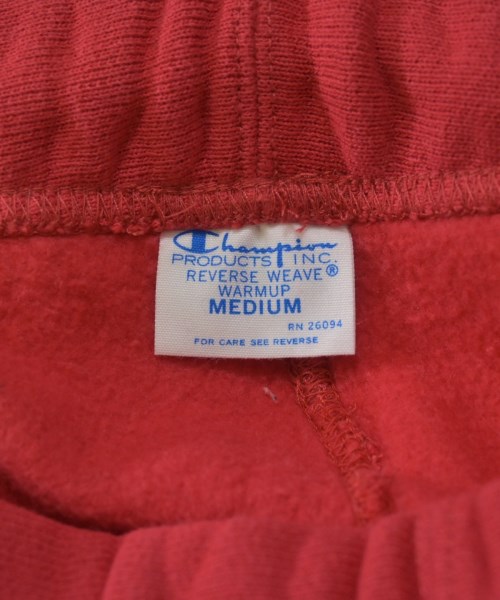 Champion
PRODUCTS INC.
REVERSE WEAVE®
WARMUP
MEDIUM
RN 26094
FOR CARE SEE REVERSE